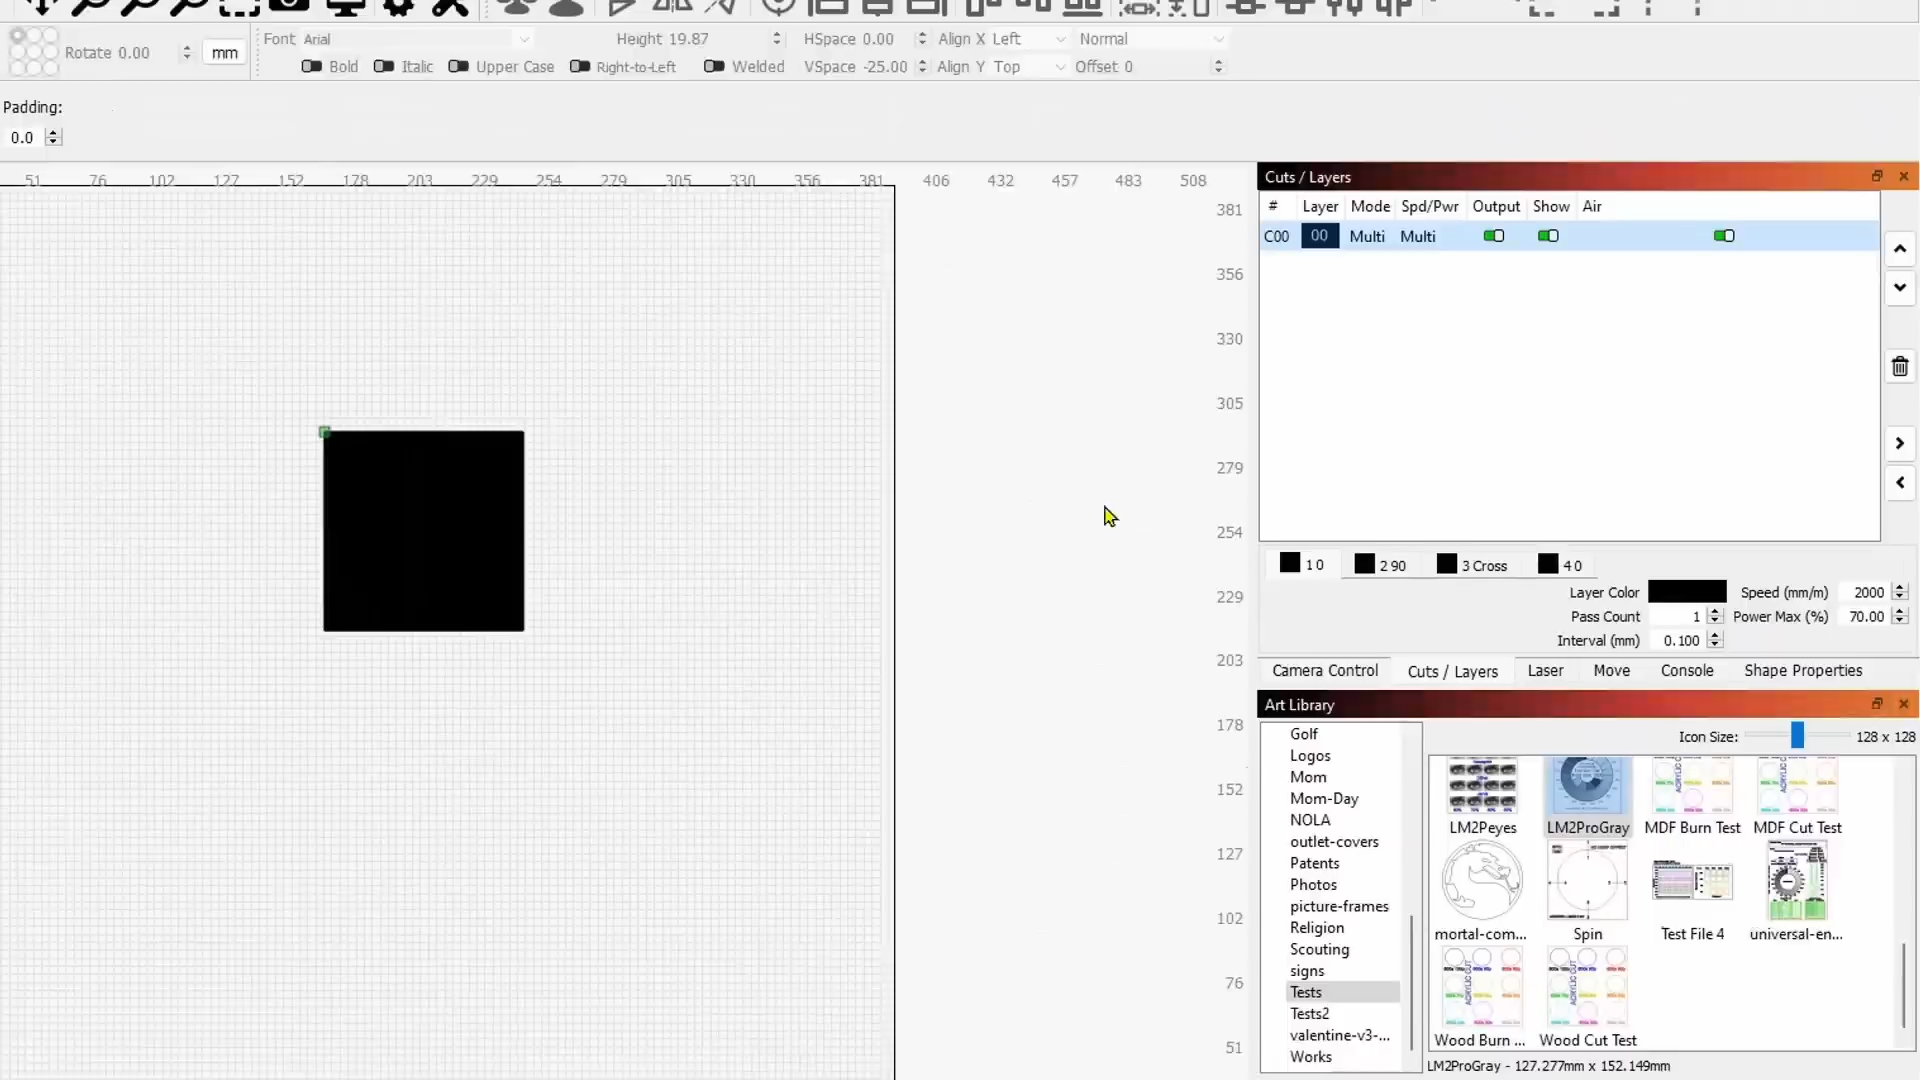 Rotate 0.00 mm Font Arial Height 19.87 HSpace 0.00 Align X Left Normal
Bold Italic Upper Case Right-to-Left Welded VSpace -25.00 Align Y Top Offset 0
Padding:
0.0
51 76 102 127 152 178 203 229 254 279 305 330 356 381 406 432 457 483 508
381
356
330
305
279
254
229
203
178
152
127
102
76
51
Cuts / Layers
# Layer Mode Spd/Pwr Output Show Air
C00 00 Multi Multi
1 0 2 90 3 Cross 4 0
Layer Color Speed (mm/m) 2000
Pass Count 1 Power Max (%) 70.00
Interval (mm) 0.100
Camera Control Cuts / Layers Laser Move Console Shape Properties
Art Library
Icon Size: 128 x 128
Golf
Logos
Mom
Mom-Day
NOLA
outlet-covers
Patents
Photos
picture-frames
Religion
Scouting
signs
Tests
Tests2
valentine-v3-...
Works
LM2Peyes LM2ProGray MDF Burn Test MDF Cut Test
mortal-com... Spin Test File 4 universal-en...
Wood Burn ... Wood Cut Test
LM2ProGray - 127.277mm x 152.149mm